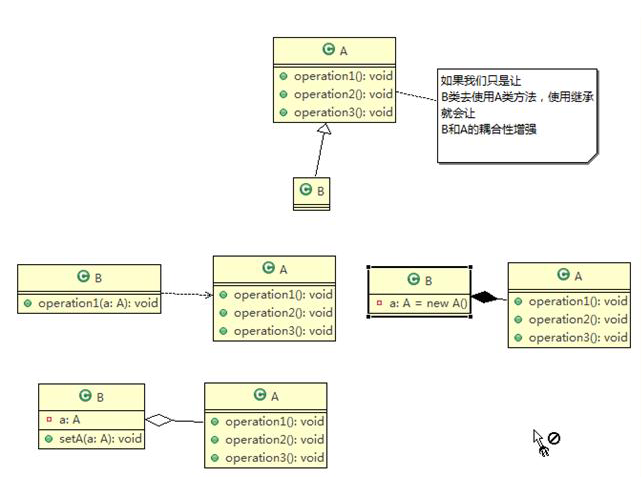 A
operation1(): void
operation2(): void
operation3(): void
如果我们只是让
B类去使用A类方法，使用继承
就会让
B和A的耦合性增强
B
B
operation1(a: A): void
A
operation1(): void
operation2(): void
operation3(): void
B
a: A = new A()
A
operation1(): void
operation2(): void
operation3(): void
B
a: A
setA(a: A): void
A
operation1(): void
operation2(): void
operation3(): void